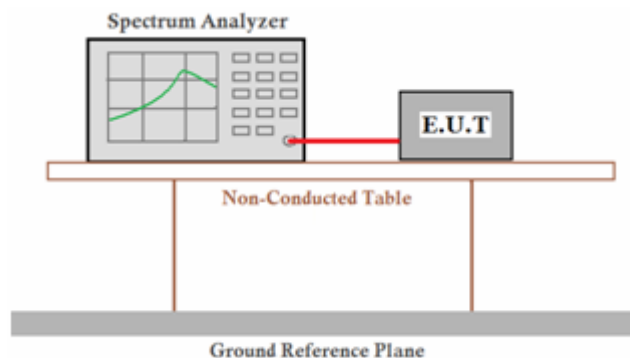 Spectrum Analyzer
E.U.T
Non-Conducted Table
Ground Reference Plane